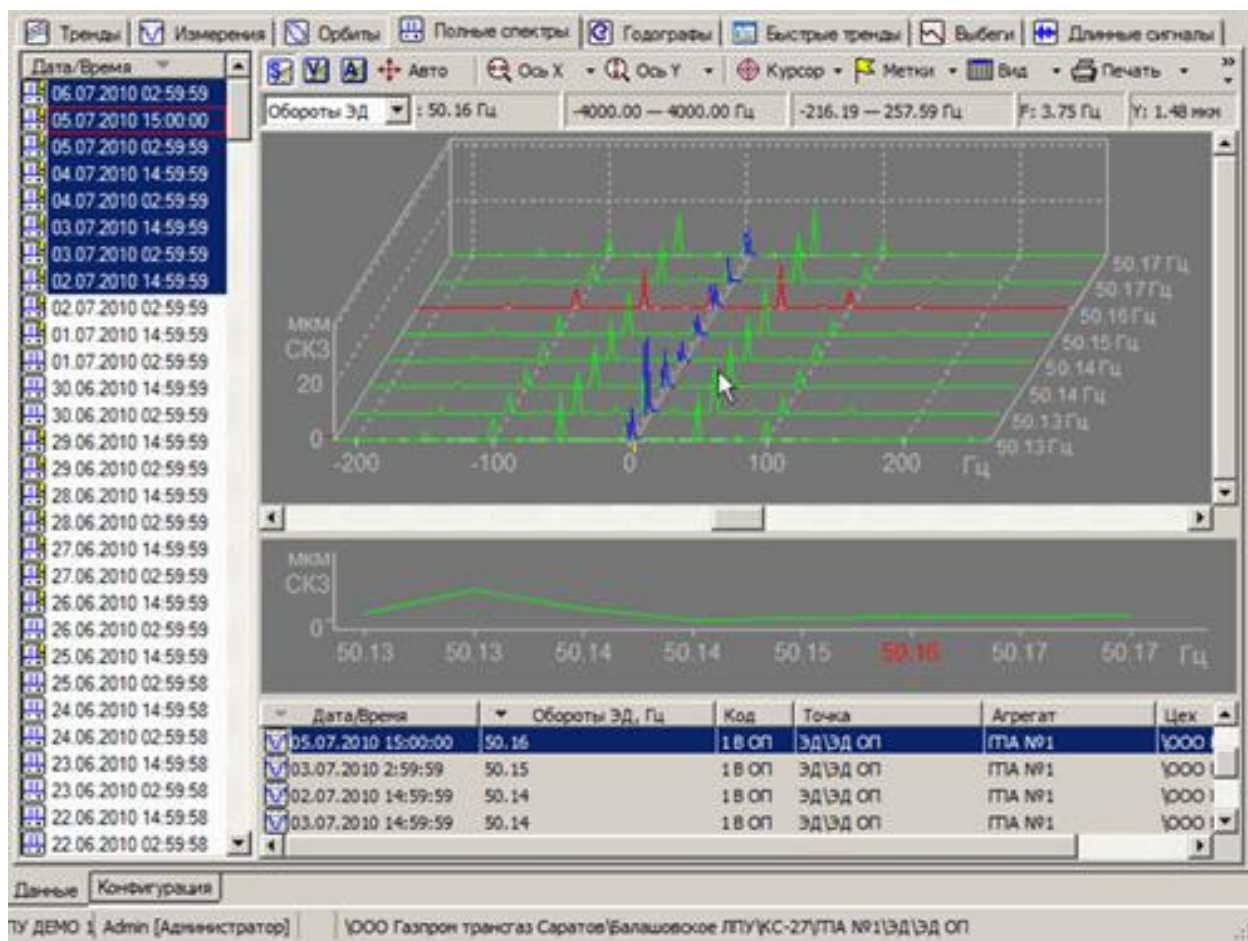 Тренды Измерения Орбиты Полные спектры Годографы Быстрые тренды Выбеги Длинные сигналы
Дата/Время
06.07.2010 02:59:59
05.07.2010 15:00:00
05.07.2010 02:59:59
04.07.2010 14:59:59
04.07.2010 02:59:59
03.07.2010 14:59:59
03.07.2010 02:59:59
02.07.2010 14:59:59
02.07.2010 02:59:59
01.07.2010 14:59:59
01.07.2010 02:59:59
30.06.2010 14:59:59
30.06.2010 02:59:59
29.06.2010 14:59:59
29.06.2010 02:59:59
28.06.2010 14:59:59
28.06.2010 02:59:59
27.06.2010 14:59:59
27.06.2010 02:59:59
26.06.2010 14:59:59
26.06.2010 02:59:59
25.06.2010 14:59:59
25.06.2010 02:59:58
24.06.2010 14:59:58
24.06.2010 02:59:58
23.06.2010 14:59:58
23.06.2010 02:59:58
22.06.2010 14:59:58
22.06.2010 02:59:58
Авто Ось X Ось Y Курсор Метки Вид Печать »
Обороты ЭД : 50.16 Гц -4000.00 — 4000.00 Гц -216.19 — 257.59 Гц F: 3.75 Гц Y: 1.48 мкм
50.17 Гц
50.17 Гц
50.16 Гц
50.15 Гц
50.14 Гц
50.14 Гц
50.13 Гц
50.13 Гц
мкм
СКЗ
20
0
-200 -100 0 100 200 Гц
мкм
СКЗ
0
50.13 50.13 50.14 50.14 50.15 50.16 50.17 50.17 Гц
Дата/Время Обороты ЭД, Гц Код Точка Агрегат Цех
05.07.2010 15:00:00 50.16 1В ОП ЭД\ЭД ОП ГПА №1 \ООО
03.07.2010 2:59:59 50.15 1В ОП ЭД\ЭД ОП ГПА №1 \ООО
02.07.2010 14:59:59 50.14 1В ОП ЭД\ЭД ОП ГПА №1 \ООО
03.07.2010 14:59:59 50.14 1В ОП ЭД\ЭД ОП ГПА №1 \ООО
Данные Конфигурация
ПУ ДЕМО 1 Admin [Администратор] \ООО Газпром трансгаз Саратов\Балашовское ЛПУ\КС-27\ГПА №1\ЭД\ЭД ОП